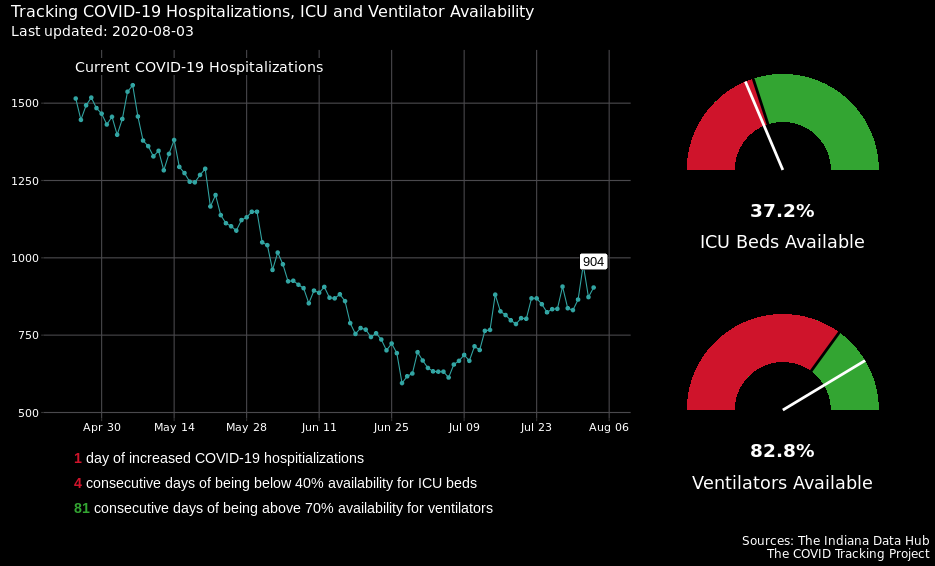 Tracking COVID-19 Hospitalizations, ICU and Ventilator Availability
Last updated: 2020-08-03
Current COVID-19 Hospitalizations
1500
1250
1000
750
500
904
Apr 30
May 14
May 28
Jun 11
Jun 25
Jul 09
Jul 23
Aug 06
37.2%
ICU Beds Available
82.8%
Ventilators Available
1 day of increased COVID-19 hospitializations
4 consecutive days of being below 40% availability for ICU beds
81 consecutive days of being above 70% availability for ventilators
Sources: The Indiana Data Hub
The COVID Tracking Project